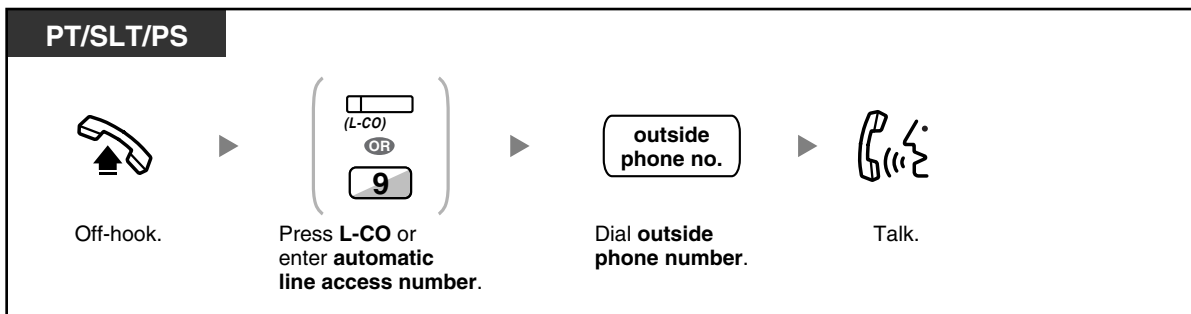 PT/SLT/PS
(L-CO)
OR
9
outside
phone no.
Off-hook.
Press L-CO or
enter automatic
line access number.
Dial outside
phone number.
Talk.